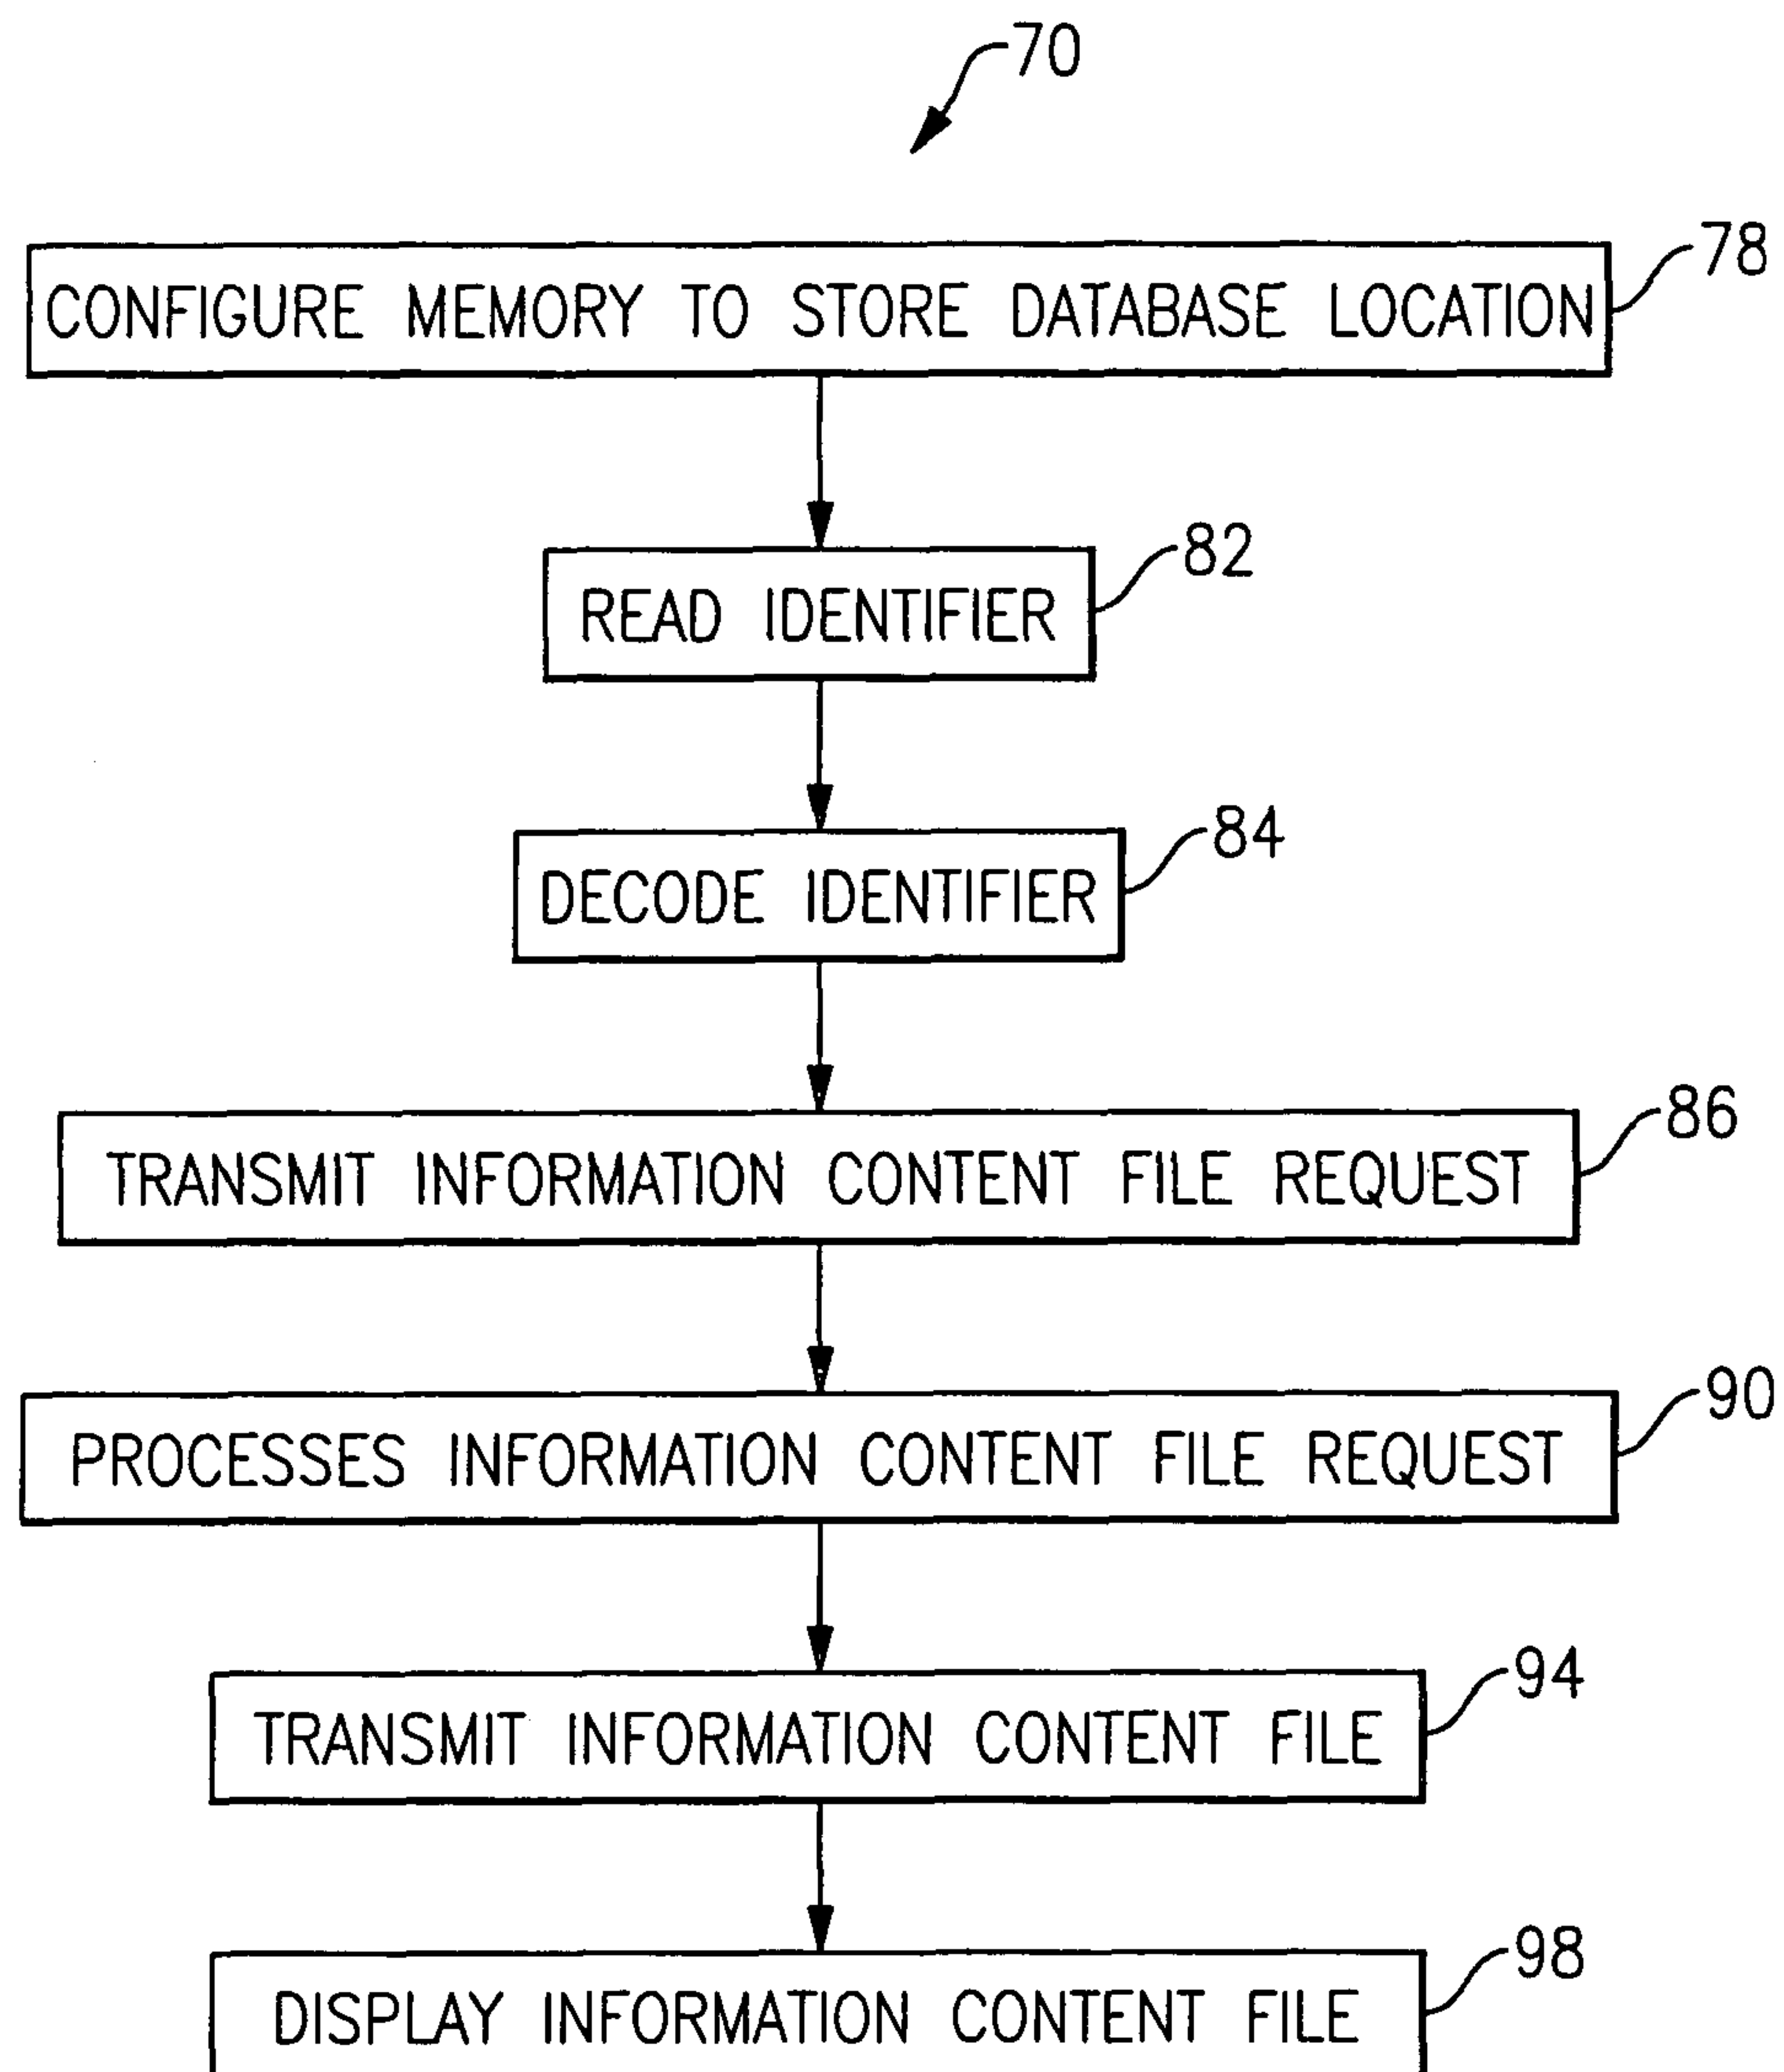 70
78
CONFIGURE MEMORY TO STORE DATABASE LOCATION
82
READ IDENTIFIER
84
DECODE IDENTIFIER
86
TRANSMIT INFORMATION CONTENT FILE REQUEST
90
PROCESSES INFORMATION CONTENT FILE REQUEST
94
TRANSMIT INFORMATION CONTENT FILE
98
DISPLAY INFORMATION CONTENT FILE